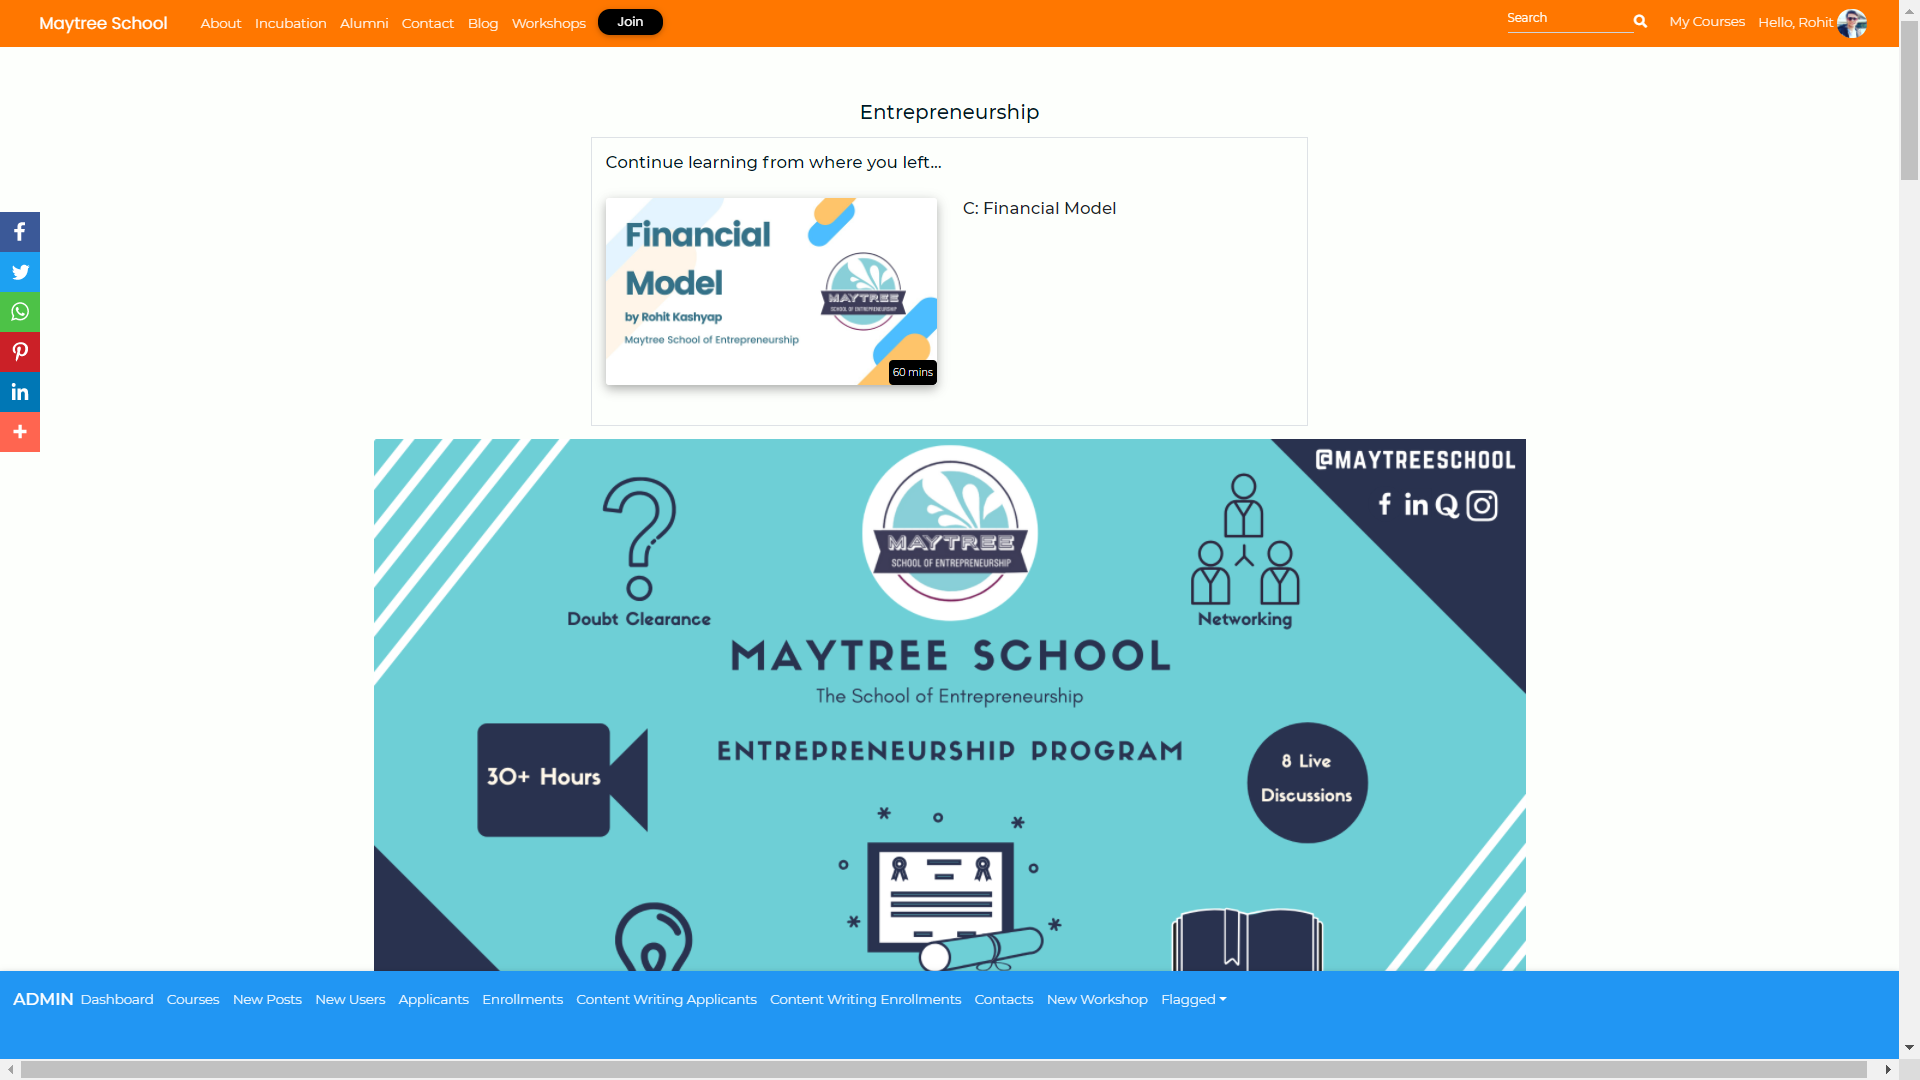 Maytree School
About
Incubation
Alumni
Contact
Blog
Workshops
Join
Search
My Courses
Hello, Rohit
Entrepreneurship
Continue learning from where you left...
Financial
Model
by Rohit Kashyap
Maytree School of Entrepreneurship
MAYTREE
SCHOOL OF ENTREPRENEURSHIP
60 mins
C: Financial Model
@MAYTREESCHOOL
MAYTREE
SCHOOL OF ENTREPRENEURSHIP
Doubt Clearance
Networking
MAYTREE SCHOOL
The School of Entrepreneurship
ENTREPRENEURSHIP PROGRAM
30+ Hours
8 Live
Discussions
ADMIN
Dashboard
Courses
New Posts
New Users
Applicants
Enrollments
Content Writing Applicants
Content Writing Enrollments
Contacts
New Workshop
Flagged